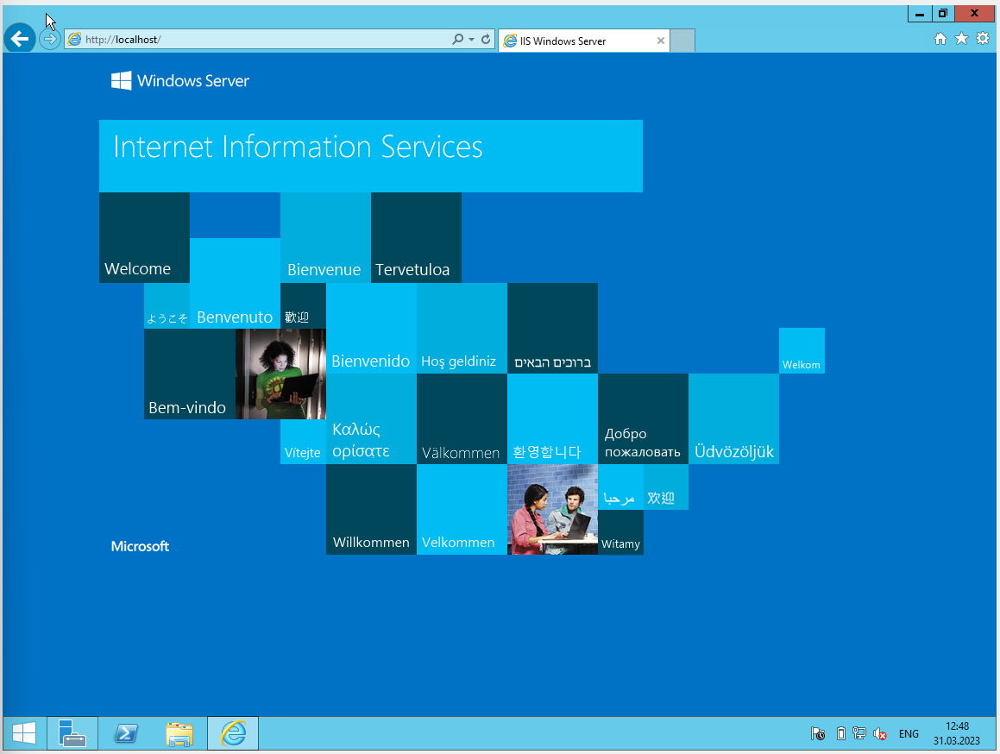 http://localhost/
IIS Windows Server
Windows Server
Internet Information Services
Welcome
Bienvenue
Tervetuloa
ようこそ
Benvenuto
歡迎
Bienvenido
Hoş geldiniz
ברוכים הבאים
Welkom
Bem-vindo
Vítejte
Καλώς
ορίσατε
Välkommen
환영합니다
Добро
пожаловать
Üdvözöljük
Willkommen
Velkommen
مرحبا
欢迎
Witamy
Microsoft
ENG
12:48
31.03.2023